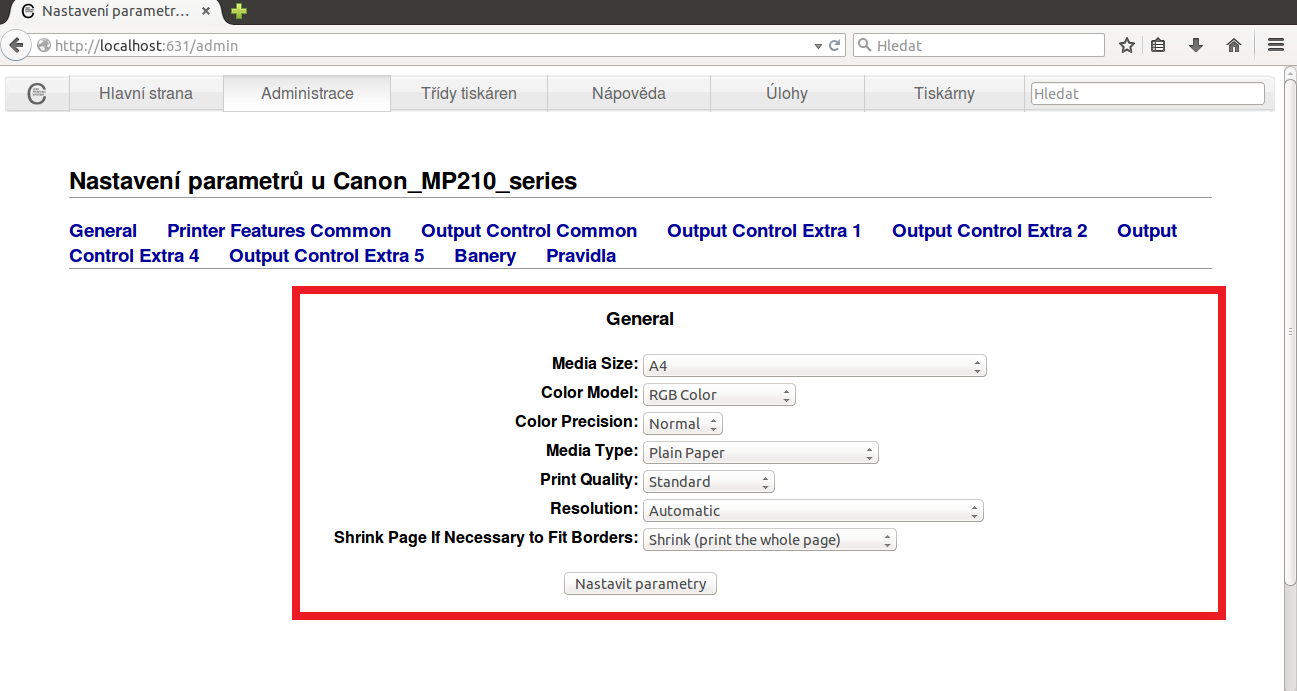 Nastavení parametr...
http://localhost:631/admin
Hledat
Hlavní strana Administrace Třídy tiskáren Nápověda Úlohy Tiskárny Hledat
Nastavení parametrů u Canon_MP210_series
General Printer Features Common Output Control Common Output Control Extra 1 Output Control Extra 2 Output
Control Extra 4 Output Control Extra 5 Banery Pravidla
General
Media Size: A4
Color Model: RGB Color
Color Precision: Normal
Media Type: Plain Paper
Print Quality: Standard
Resolution: Automatic
Shrink Page If Necessary to Fit Borders: Shrink (print the whole page)
Nastavit parametry